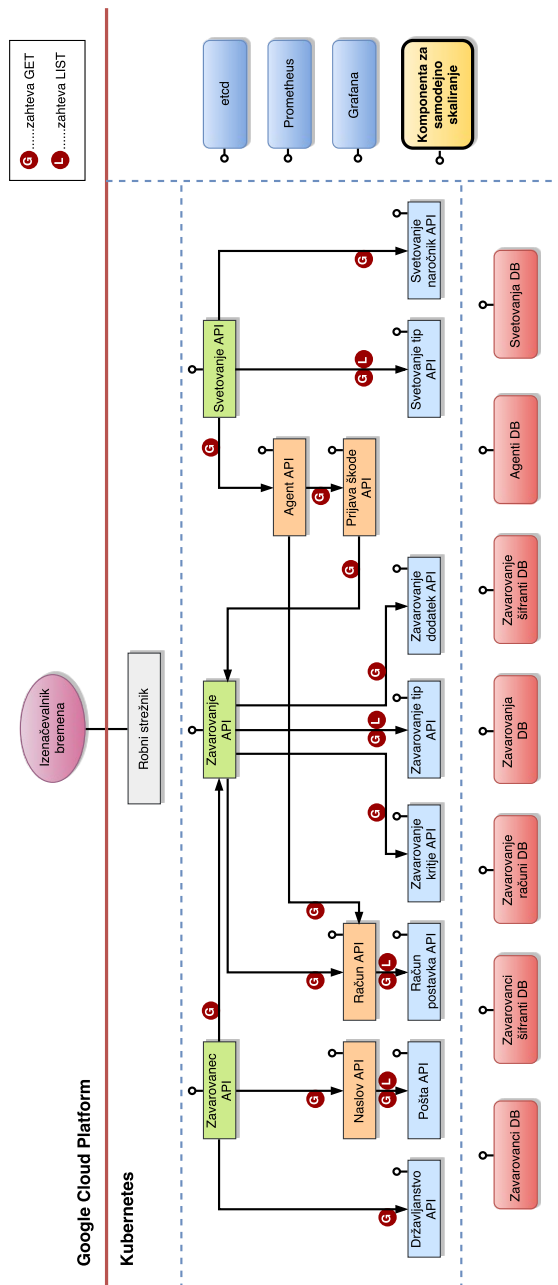 Google Cloud Platform
Kubernetes
Izenačevalnik
bremena
Robni strežnik
G ......zahteva GET
L ......zahteva LIST
Zavarovanec
API
G
Zavarovanje
API
G
Svetovanje API
etcd
G
Agent API
Prometheus
G
G
G
Naslov API
G
Račun API
G
Prijava škode
API
Grafana
G
G L
G L
G
G L
G
G L
G
Državljanstvo
API
Pošta API
Račun
postavka API
Zavarovanje
kritje API
Zavarovanje tip
API
Zavarovanje
dodatek API
Svetovanje tip
API
Svetovanje
naročnik API
Komponenta za
samodejno
skaliranje
Zavarovanci DB
Zavarovanci
šifranti DB
Zavarovanje
računi DB
Zavarovanja
DB
Zavarovanje
šifranti DB
Agenti DB
Svetovanja DB